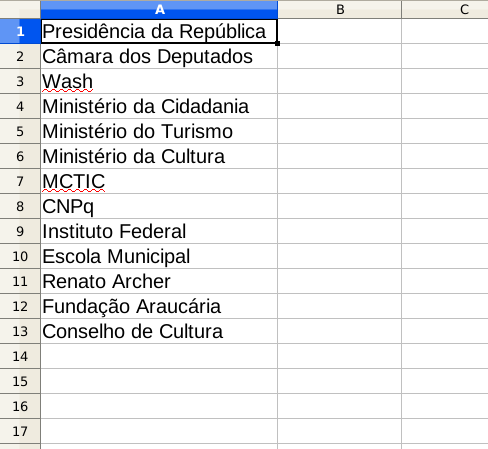 A B C
1 Presidência da República
2 Câmara dos Deputados
3 Wash
4 Ministério da Cidadania
5 Ministério do Turismo
6 Ministério da Cultura
7 MCTIC
8 CNPq
9 Instituto Federal
10 Escola Municipal
11 Renato Archer
12 Fundação Araucária
13 Conselho de Cultura
14
15
16
17